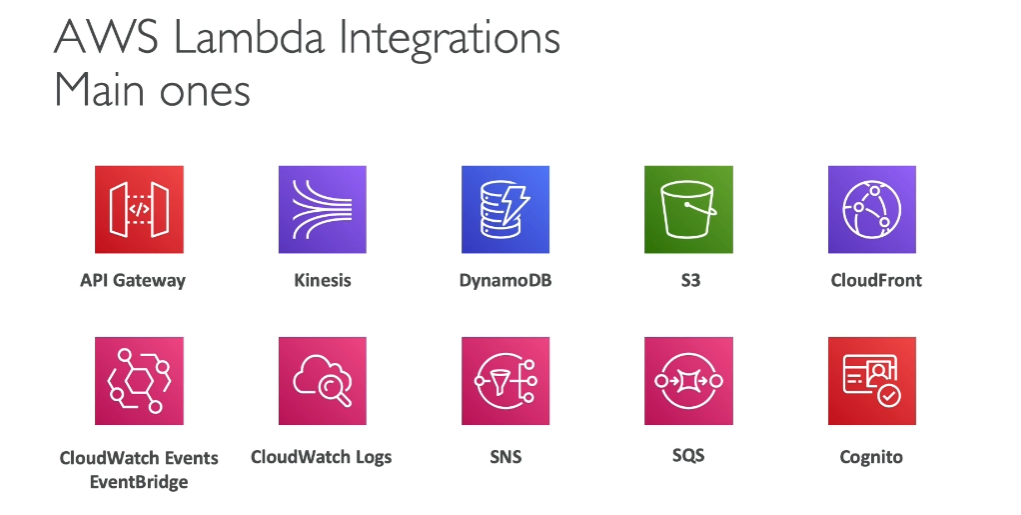 AWS Lambda Integrations
Main ones
</>
API Gateway
Kinesis
DynamoDB
S3
CloudFront
CloudWatch Events
EventBridge
CloudWatch Logs
SNS
SQS
Cognito